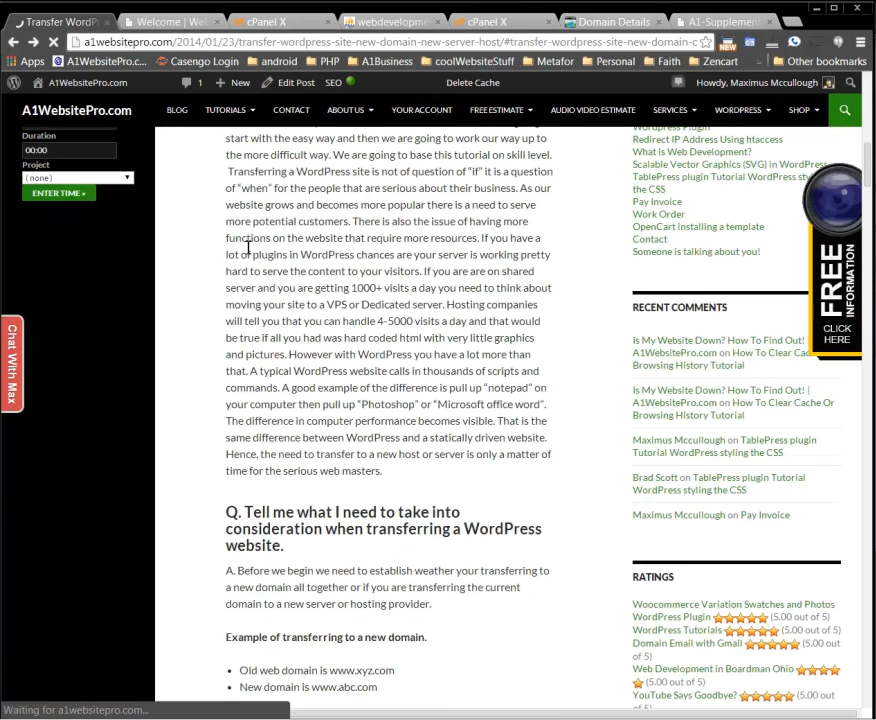 Transfer WordPr
Welcome | Web
cPanel X
webdevelopme
cPanel X
Domain Details
A1-Supplemen
a1websitepro.com/2014/01/23/transfer-wordpress-site-new-domain-new-server-host/#transfer-wordpress-site-new-domain-c
NEW
Apps
A1WebsitePro.c...
Casengo Login
android
PHP
A1Business
coolWebsiteStuff
Metafor
Personal
Faith
Zencart
»
Other bookmarks
A1WebsitePro.com
1
+ New
Edit Post
SEO
Delete Cache
Howdy, Maximus Mccullough
A1WebsitePro.com
BLOG
TUTORIALS
CONTACT
ABOUT US
YOUR ACCOUNT
FREE ESTIMATE
AUDIO VIDEO ESTIMATE
SERVICES
WORDPRESS
SHOP
Duration
00:00
Project
(none)
ENTER TIME »
Chat With Max
start with the easy way and then we are going to work our way up to
the more difficult way. We are going to base this tutorial on skill level.
Transferring a WordPress site is not of question of “if” it is a question
of “when” for the people that are serious about their business. As our
website grows and becomes more popular there is a need to serve
more potential customers. There is also the issue of having more
functions on the website that require more resources. If you have a
lot of plugins in WordPress chances are your server is working pretty
hard to serve the content to your visitors. If you are are on shared
server and you are getting 1000+ visits a day you need to think about
moving your site to a VPS or Dedicated server. Hosting companies
will tell you that you can handle 4-5000 visits a day and that would
be true if all you had was hard coded html with very little graphics
and pictures. However with WordPress you have a lot more than
that. A typical WordPress website calls in thousands of scripts and
commands. A good example of the difference is pull up “notepad” on
your computer then pull up “Photoshop” or “Microsoft office word”.
The difference in computer performance becomes visible. That is the
same difference between WordPress and a statically driven website.
Hence, the need to transfer to a new host or server is only a matter of
time for the serious web masters.
Q. Tell me what I need to take into
consideration when transferring a WordPress
website.
A. Before we begin we need to establish weather your transferring to
a new domain all together or if you are transferring the current
domain to a new server or hosting provider.
Example of transferring to a new domain.
• Old web domain is www.xyz.com
• New domain is www.abc.com
Wordpress Plugin
Redirect IP Address Using htaccess
What is Web Development?
Scalable Vector Graphics (SVG) in WordPress
TablePress plugin Tutorial WordPress styling
the CSS
Pay Invoice
Work Order
OpenCart installing a template
Contact
Someone is talking about you!
RECENT COMMENTS
Is My Website Down? How To Find Out!
A1WebsitePro.com on How To Clear Cac
Browsing History Tutorial
Is My Website Down? How To Find Out! |
A1WebsitePro.com on How To Clear Cache Or
Browsing History Tutorial
Maximus Mccullough on TablePress plugin
Tutorial WordPress styling the CSS
Brad Scott on TablePress plugin Tutorial
WordPress styling the CSS
Maximus Mccullough on Pay Invoice
RATINGS
Woocommerce Variation Swatches and Photos
WordPress Plugin (5.00 out of 5)
WordPress Tutorials (5.00 out of 5)
Domain Email with Gmail (5.00 out
of 5)
Web Development in Boardman Ohio
(5.00 out of 5)
YouTube Says Goodbye? (5.00 out
FREE
INFORMATION
CLICK
HERE
Waiting for a1websitepro.com...